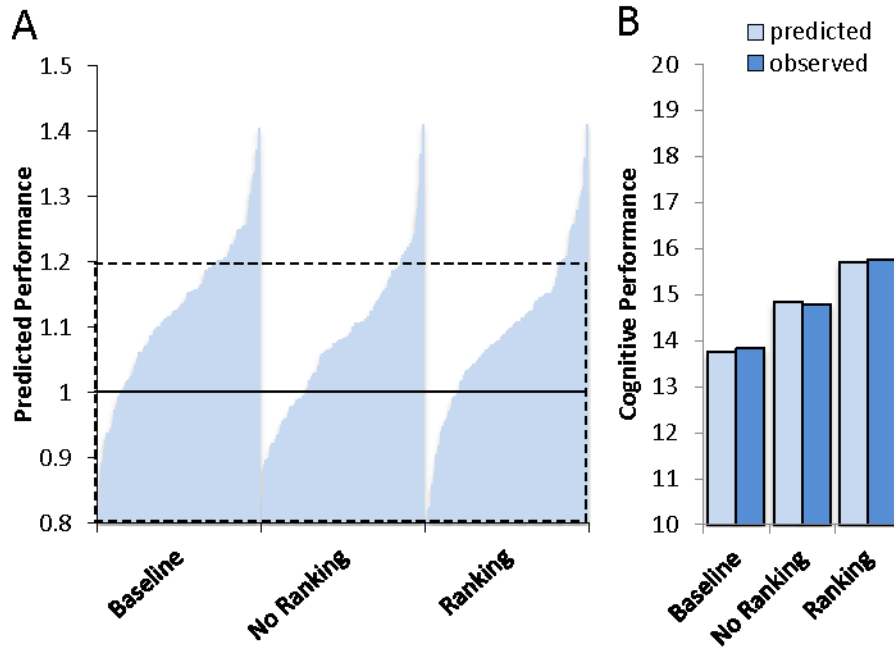 A
Predicted Performance
1.5
1.4
1.3
1.2
1.1
1
0.9
0.8
Baseline
No Ranking
Ranking
B
predicted
observed
Cognitive Performance
20
19
18
17
16
15
14
13
12
11
10
Baseline
No Ranking
Ranking